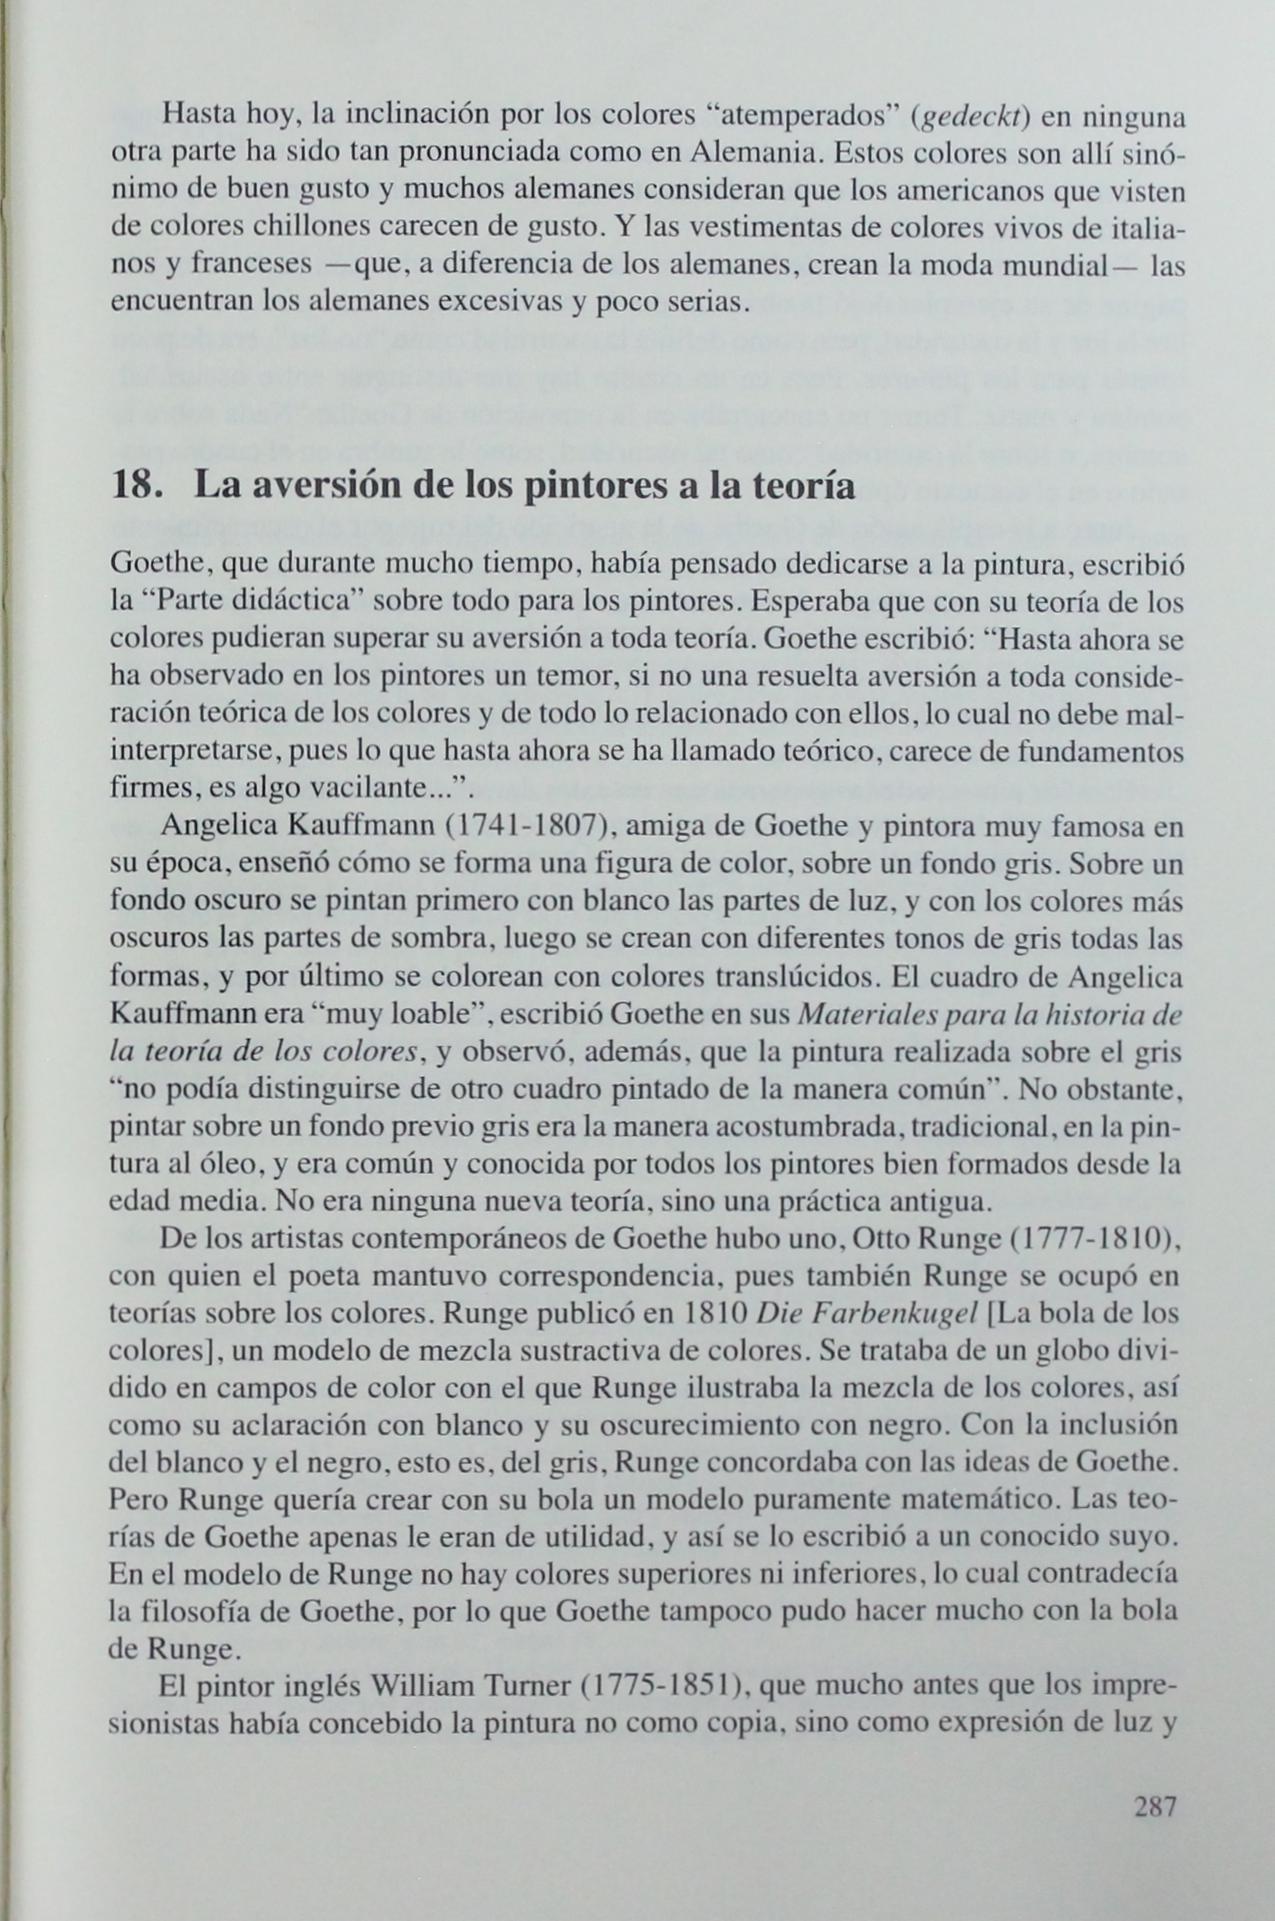 Hasta hoy, la inclinación por los colores “atemperados” (gedeckt) en ninguna
otra parte ha sido tan pronunciada como en Alemania. Estos colores son allí sinó-
nimo de buen gusto y muchos alemanes consideran que los americanos que visten
de colores chillones carecen de gusto. Y las vestimentas de colores vivos de italia-
nos y franceses —que, a diferencia de los alemanes, crean la moda mundial— las
encuentran los alemanes excesivas y poco serias.
18. La aversión de los pintores a la teoría
Goethe, que durante mucho tiempo, había pensado dedicarse a la pintura, escribió
la “Parte didáctica” sobre todo para los pintores. Esperaba que con su teoría de los
colores pudieran superar su aversión a toda teoría. Goethe escribió: “Hasta ahora se
ha observado en los pintores un temor, si no una resuelta aversión a toda conside-
ración teórica de los colores y de todo lo relacionado con ellos, lo cual no debe mal-
interpretarse, pues lo que hasta ahora se ha llamado teórico, carece de fundamentos
firmes, es algo vacilante...”.
Angelica Kauffmann (1741-1807), amiga de Goethe y pintora muy famosa en
su época, enseñó cómo se forma una figura de color, sobre un fondo gris. Sobre un
fondo oscuro se pintan primero con blanco las partes de luz, y con los colores más
oscuros las partes de sombra, luego se crean con diferentes tonos de gris todas las
formas, y por último se colorean con colores translúcidos. El cuadro de Angelica
Kauffmann era “muy loable”, escribió Goethe en sus Materiales para la historia de
la teoría de los colores, y observó, además, que la pintura realizada sobre el gris
“no podía distinguirse de otro cuadro pintado de la manera común”. No obstante,
pintar sobre un fondo previo gris era la manera acostumbrada, tradicional, en la pin-
tura al óleo, y era común y conocida por todos los pintores bien formados desde la
edad media. No era ninguna nueva teoría, sino una práctica antigua.
De los artistas contemporáneos de Goethe hubo uno, Otto Runge (1777-1810),
con quien el poeta mantuvo correspondencia, pues también Runge se ocupó en
teorías sobre los colores. Runge publicó en 1810 Die Farbenkugel [La bola de los
colores], un modelo de mezcla sustractiva de colores. Se trataba de un globo divi-
dido en campos de color con el que Runge ilustraba la mezcla de los colores, así
como su aclaración con blanco y su oscurecimiento con negro. Con la inclusión
del blanco y el negro, esto es, del gris, Runge concordaba con las ideas de Goethe.
Pero Runge quería crear con su bola un modelo puramente matemático. Las teo-
rías de Goethe apenas le eran de utilidad, y así se lo escribió a un conocido suyo.
En el modelo de Runge no hay colores superiores ni inferiores, lo cual contradecía
la filosofía de Goethe, por lo que Goethe tampoco pudo hacer mucho con la bola
de Runge.
El pintor inglés William Turner (1775-1851), que mucho antes que los impre-
sionistas había concebido la pintura no como copia, sino como expresión de luz y
287